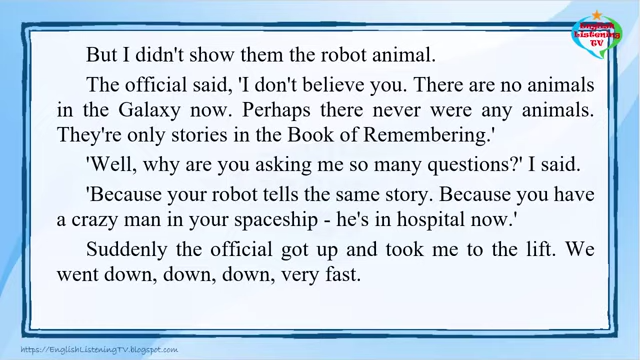 English
Listening
TV
But I didn't show them the robot animal.
The official said, 'I don't believe you. There are no animals
in the Galaxy now. Perhaps there never were any animals.
They're only stories in the Book of Remembering.'
'Well, why are you asking me so many questions?' I said.
'Because your robot tells the same story. Because you have
a crazy man in your spaceship - he's in hospital now.'
Suddenly the official got up and took me to the lift. We
went down, down, down, very fast.
https://EnglishListeningTV.blogspot.com